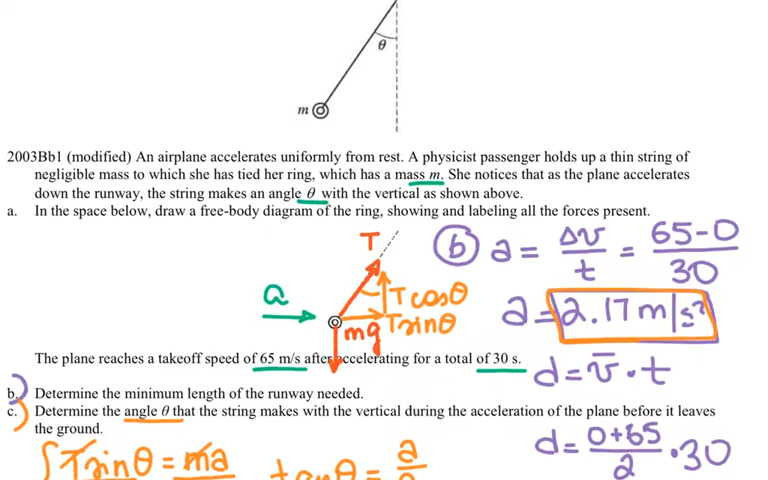 θ
m
2003Bb1 (modified) An airplane accelerates uniformly from rest. A physicist passenger holds up a thin string of
negligible mass to which she has tied her ring, which has a mass m. She notices that as the plane accelerates
down the runway, the string makes an angle θ with the vertical as shown above.
a. In the space below, draw a free-body diagram of the ring, showing and labeling all the forces present.
T
b a = Δv/t = 65-0/30
a
T cosθ
T sinθ
mg
a = 2.17 m/s²
The plane reaches a takeoff speed of 65 m/s after accelerating for a total of 30 s.
d = v̅ · t
b. Determine the minimum length of the runway needed.
c. Determine the angle θ that the string makes with the vertical during the acceleration of the plane before it leaves
the ground.
d = 0+65/2 · 30
T sinθ = ma
tanθ = a